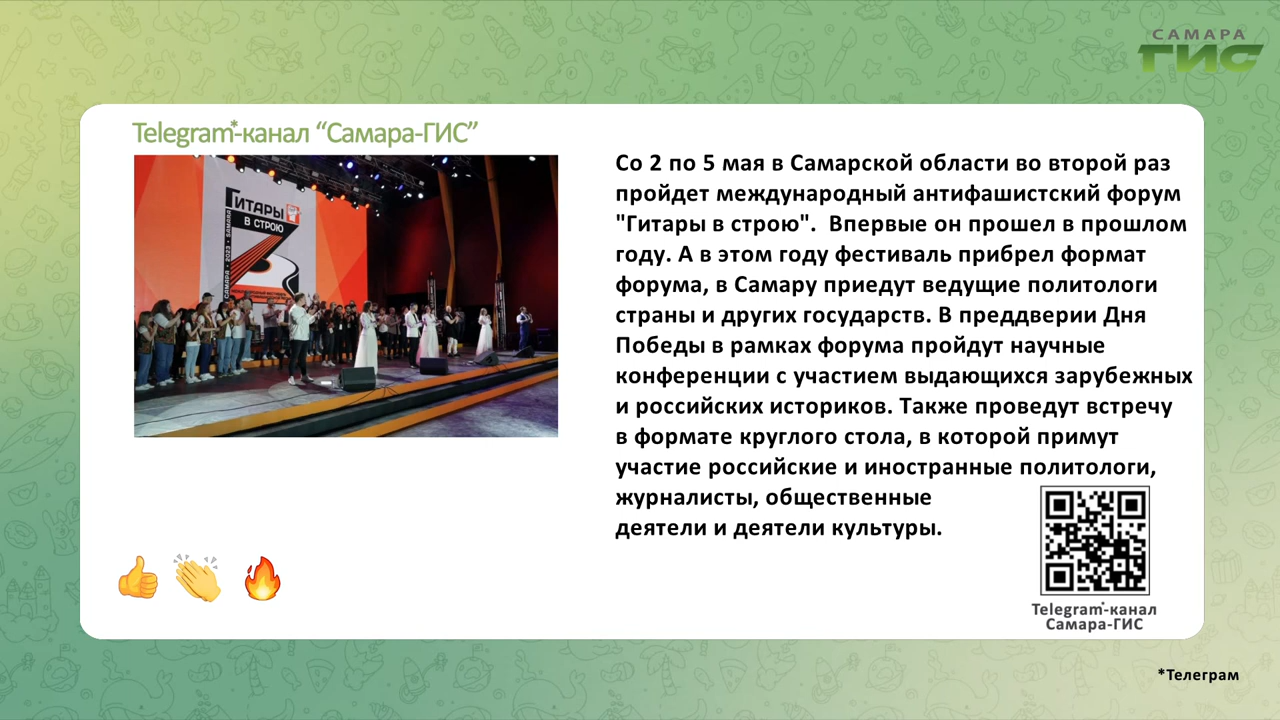 САМАРА
ГИС
Telegram*-канал “Самара-ГИС”
ГИТАРЫ
В СТРОЮ
САМАРА • 2023 • SAMARA
Со 2 по 5 мая в Самарской области во второй раз
пройдет международный антифашистский форум
"Гитары в строю".  Впервые он прошел в прошлом
году. А в этом году фестиваль прибрел формат
форума, в Самару приедут ведущие политологи
страны и других государств. В преддверии Дня
Победы в рамках форума пройдут научные
конференции с участием выдающихся зарубежных
и российских историков. Также проведут встречу
в формате круглого стола, в которой примут
участие российские и иностранные политологи,
журналисты, общественные
деятели и деятели культуры.
Telegram*-канал
Самара-ГИС
*Телеграм